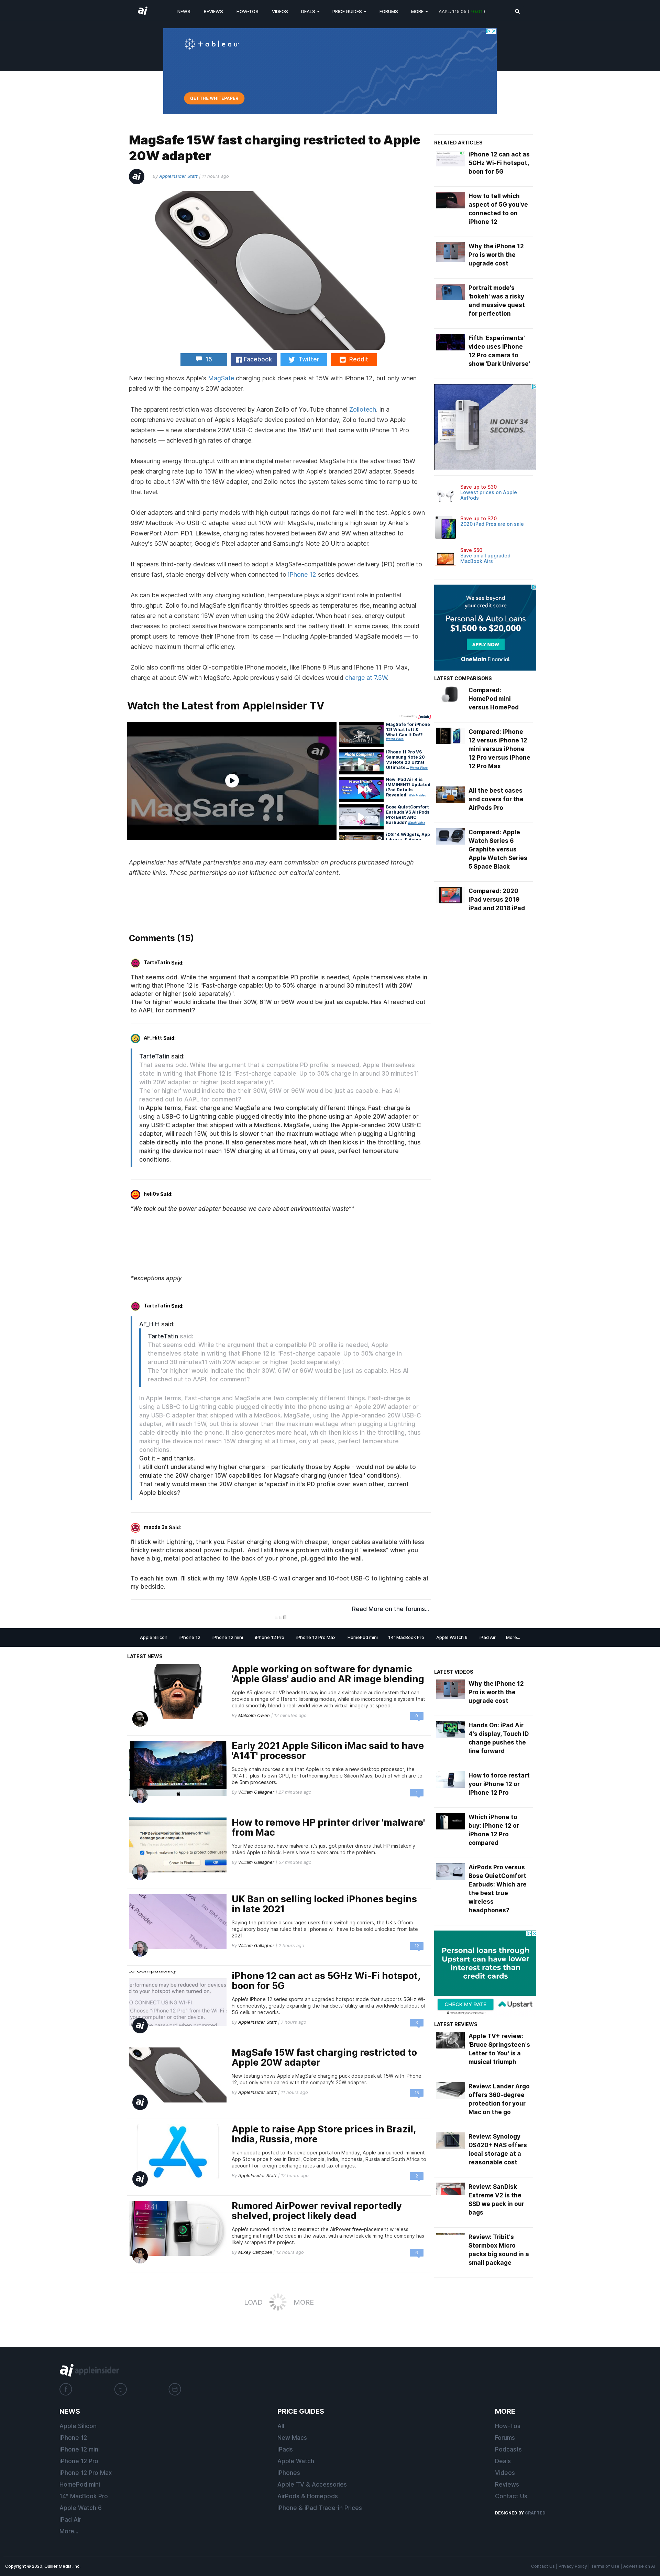 ai
NEWS
REVIEWS
HOW-TOS
VIDEOS
DEALS
PRICE GUIDES
FORUMS
MORE
AAPL: 115.05 (
+ableau
GET THE WHITEPAPER
MagSafe 15W fast charging restricted to Apple
20W adapter
By AppleInsider Staff | 11 hours ago
15
Facebook
Twitter
Reddit
New testing shows Apple's MagSafe charging puck does peak at 15W with iPhone 12, but only when
paired with the company's 20W adapter.
The apparent restriction was discovered by Aaron Zollo of YouTube channel Zollotech. In a
comprehensive evaluation of Apple's MagSafe device posted on Monday, Zollo found two Apple
adapters — a new standalone 20W USB-C device and the 18W unit that came with iPhone 11 Pro
handsets — achieved high rates of charge.
Measuring energy throughput with an inline digital meter revealed MagSafe hits the advertised 15W
peak charging rate (up to 16W in the video) when paired with Apple's branded 20W adapter. Speeds
drop to about 13W with the 18W adapter, and Zollo notes the system takes some time to ramp up to
that level.
Older adapters and third-party models with high output ratings do not fare well in the test. Apple's own
96W MacBook Pro USB-C adapter eked out 10W with MagSafe, matching a high set by Anker's
PowerPort Atom PD1. Likewise, charging rates hovered between 6W and 9W when attached to
Aukey's 65W adapter, Google's Pixel adapter and Samsung's Note 20 Ultra adapter.
It appears third-party devices will need to adopt a MagSafe-compatible power delivery (PD) profile to
offer fast, stable energy delivery when connected to iPhone 12 series devices.
As can be expected with any charging solution, temperature plays a significant role in potential
throughput. Zollo found MagSafe significantly throttles speeds as temperatures rise, meaning actual
rates are not a constant 15W even when using the 20W adapter. When heat rises, energy output
decreases to protect sensitive hardware components and the battery itself. In some cases, this could
prompt users to remove their iPhone from its case — including Apple-branded MagSafe models — to
achieve maximum thermal efficiency.
Zollo also confirms older Qi-compatible iPhone models, like iPhone 8 Plus and iPhone 11 Pro Max,
charge at about 5W with MagSafe. Apple previously said Qi devices would charge at 7.5W.
Watch the Latest from AppleInsider TV
MagSafe?!
MagSafe for iPhone
12! What Is It &
What Can It Do!?
Watch Video
iPhone 11 Pro VS
Samsung Note 20
VS Note 20 Ultra!
Ultimate... Watch Video
New iPad Air 4 is
IMMINENT! Updated
iPad Details
Revealed! Watch Video
Bose QuietComfort
Earbuds VS AirPods
Pro! Best ANC
Earbuds? Watch Video
iOS 14 Widgets, App
AppleInsider has affiliate partnerships and may earn commission on products purchased through
affiliate links. These partnerships do not influence our editorial content.
Comments (15)
TarteTatin Said:
That seems odd. While the argument that a compatible PD profile is needed, Apple themselves state in
writing that iPhone 12 is "Fast-charge capable: Up to 50% charge in around 30 minutes11 with 20W
adapter or higher (sold separately)".
The 'or higher' would indicate the their 30W, 61W or 96W would be just as capable. Has AI reached out
to AAPL for comment?
AF_Hitt Said:
TarteTatin said:
That seems odd. While the argument that a compatible PD profile is needed, Apple themselves
state in writing that iPhone 12 is "Fast-charge capable: Up to 50% charge in around 30 minutes11
with 20W adapter or higher (sold separately)".
The 'or higher' would indicate the their 30W, 61W or 96W would be just as capable. Has AI
reached out to AAPL for comment?
In Apple terms, Fast-charge and MagSafe are two completely different things. Fast-charge is
using a USB-C to Lightning cable plugged directly into the phone using an Apple 20W adapter or
any USB-C adapter that shipped with a MacBook. MagSafe, using the Apple-branded 20W USB-C
adapter, will reach 15W, but this is slower than the maximum wattage when plugging a Lightning
cable directly into the phone. It also generates more heat, which then kicks in the throttling, thus
making the device not reach 15W charging at all times, only at peak, perfect temperature
conditions.
heli0s Said:
"We took out the power adapter because we care about environmental waste"*
*exceptions apply
TarteTatin Said:
AF_Hitt said:
TarteTatin said:
That seems odd. While the argument that a compatible PD profile is needed, Apple
themselves state in writing that iPhone 12 is "Fast-charge capable: Up to 50% charge in
around 30 minutes11 with 20W adapter or higher (sold separately)".
The 'or higher' would indicate the their 30W, 61W or 96W would be just as capable. Has AI
reached out to AAPL for comment?
In Apple terms, Fast-charge and MagSafe are two completely different things. Fast-charge is
using a USB-C to Lightning cable plugged directly into the phone using an Apple 20W adapter or
any USB-C adapter that shipped with a MacBook. MagSafe, using the Apple-branded 20W USB-C
adapter, will reach 15W, but this is slower than the maximum wattage when plugging a Lightning
cable directly into the phone. It also generates more heat, which then kicks in the throttling, thus
making the device not reach 15W charging at all times, only at peak, perfect temperature
conditions.
Got it - and thanks.
I still don't understand why higher chargers - particularly those by Apple - would not be able to
emulate the 20W charger 15W capabilities for MagSafe charging (under 'ideal' conditions).
That really would mean the 20W charger is 'special' in it's PD profile over even other, current
Apple blocks?
mazda 3s Said:
I'll stick with Lightning, thank you. Faster charging along with cheaper, longer cables available with less
finicky restrictions about power output.  And I still have a problem with calling it "wireless" when you
have a big, metal pod attached to the back of your phone, plugged into the wall.
To each his own. I'll stick with my 18W Apple USB-C wall charger and 10-foot USB-C to lightning cable at
my bedside.
Read More on the forums...
RELATED ARTICLES
iPhone 12 can act as
5GHz Wi-Fi hotspot,
boon for 5G
How to tell which
aspect of 5G you've
connected to on
iPhone 12
Why the iPhone 12
Pro is worth the
upgrade cost
Portrait mode's
'bokeh' was a risky
and massive quest
for perfection
Fifth 'Experiments'
video uses iPhone
12 Pro camera to
show 'Dark Universe'
IN ONLY 34
SECONDS.
Save up to $30
Lowest prices on Apple
AirPods
Save up to $70
2020 iPad Pros are on sale
Save $50
Save on all upgraded
MacBook Airs
We see beyond
your credit score
Personal & Auto Loans
$1,500 to $20,000
APPLY NOW
OneMain Financial
LATEST COMPARISONS
Compared:
HomePod mini
versus HomePod
Compared: iPhone
12 versus iPhone 12
mini versus iPhone
12 Pro versus iPhone
12 Pro Max
All the best cases
and covers for the
AirPods Pro
Compared: Apple
Watch Series 6
Graphite versus
Apple Watch Series
5 Space Black
Compared: 2020
iPad versus 2019
iPad and 2018 iPad
Apple Silicon
iPhone 12
iPhone 12 mini
iPhone 12 Pro
iPhone 12 Pro Max
HomePod mini
14" MacBook Pro
Apple Watch 6
iPad Air
More...
LATEST NEWS
Apple working on software for dynamic
'Apple Glass' audio and AR image blending
Apple AR glasses or VR headsets may include a switchable audio system that can
provide a range of different listening modes, while also incorporating a system that
could smoothly blend a real-world view with virtual imagery at speed.
By Malcolm Owen | 12 minutes ago
Early 2021 Apple Silicon iMac said to have
'A14T' processor
Supply chain sources claim that Apple is to make a new desktop processor, the
"A14T," plus its own GPU, for forthcoming Apple Silicon Macs, both of which are to
be 5nm processors.
By William Gallagher | 27 minutes ago
How to remove HP printer driver 'malware'
from Mac
Your Mac does not have malware, it's just got printer drivers that HP mistakenly
asked Apple to block. Here's how to work around the problem.
By William Gallagher | 57 minutes ago
UK Ban on selling locked iPhones begins
in late 2021
Saying the practice discourages users from switching carriers, the UK's Ofcom
regulatory body has ruled that all phones will have to be sold unlocked from late
2021.
By William Gallagher | 2 hours ago
iPhone 12 can act as 5GHz Wi-Fi hotspot,
boon for 5G
Apple's iPhone 12 series sports an upgraded hotspot mode that supports 5GHz Wi-
Fi connectivity, greatly expanding the handsets' utility amid a worldwide buildout of
5G cellular networks.
By AppleInsider Staff | 7 hours ago
MagSafe 15W fast charging restricted to
Apple 20W adapter
New testing shows Apple's MagSafe charging puck does peak at 15W with iPhone
12, but only when paired with the company's 20W adapter.
By AppleInsider Staff | 11 hours ago
Apple to raise App Store prices in Brazil,
India, Russia, more
In an update posted to its developer portal on Monday, Apple announced imminent
App Store price hikes in Brazil, Colombia, India, Indonesia, Russia and South Africa to
account for foreign exchange rates and tax changes.
By AppleInsider Staff | 12 hours ago
Rumored AirPower revival reportedly
shelved, project likely dead
Apple's rumored initiative to resurrect the AirPower free-placement wireless
charging mat might be dead in the water, with a new leak claiming the company has
likely scrapped the project.
By Mikey Campbell | 12 hours ago
LOAD
MORE
LATEST VIDEOS
Why the iPhone 12
Pro is worth the
upgrade cost
Hands On: iPad Air
4's display, Touch ID
change pushes the
line forward
How to force restart
your iPhone 12 or
iPhone 12 Pro
Which iPhone to
buy: iPhone 12 or
iPhone 12 Pro
compared
AirPods Pro versus
Bose QuietComfort
Earbuds: Which are
the best true
wireless
headphones?
Personal loans through
Upstart can have lower
interest rates than
credit cards
CHECK MY RATE
Upstart
LATEST REVIEWS
Apple TV+ review:
'Bruce Springsteen's
Letter to You' is a
musical triumph
Review: Lander Argo
offers 360-degree
protection for your
Mac on the go
Review: Synology
DS420+ NAS offers
local storage at a
reasonable cost
Review: SanDisk
Extreme V2 is the
SSD we pack in our
bags
Review: Tribit's
Stormbox Micro
packs big sound in a
small package
ai appleinsider
NEWS
Apple Silicon
iPhone 12
iPhone 12 mini
iPhone 12 Pro
iPhone 12 Pro Max
HomePod mini
14" MacBook Pro
Apple Watch 6
iPad Air
More...
PRICE GUIDES
All
New Macs
iPads
Apple Watch
iPhones
Apple TV & Accessories
AirPods & Homepods
iPhone & iPad Trade-in Prices
MORE
How-Tos
Forums
Podcasts
Deals
Videos
Reviews
Contact Us
DESIGNED BY CRAFTED
Copyright © 2020, Quiller Media, Inc.
Contact Us | Privacy Policy | Terms of Use | Advertise on AI